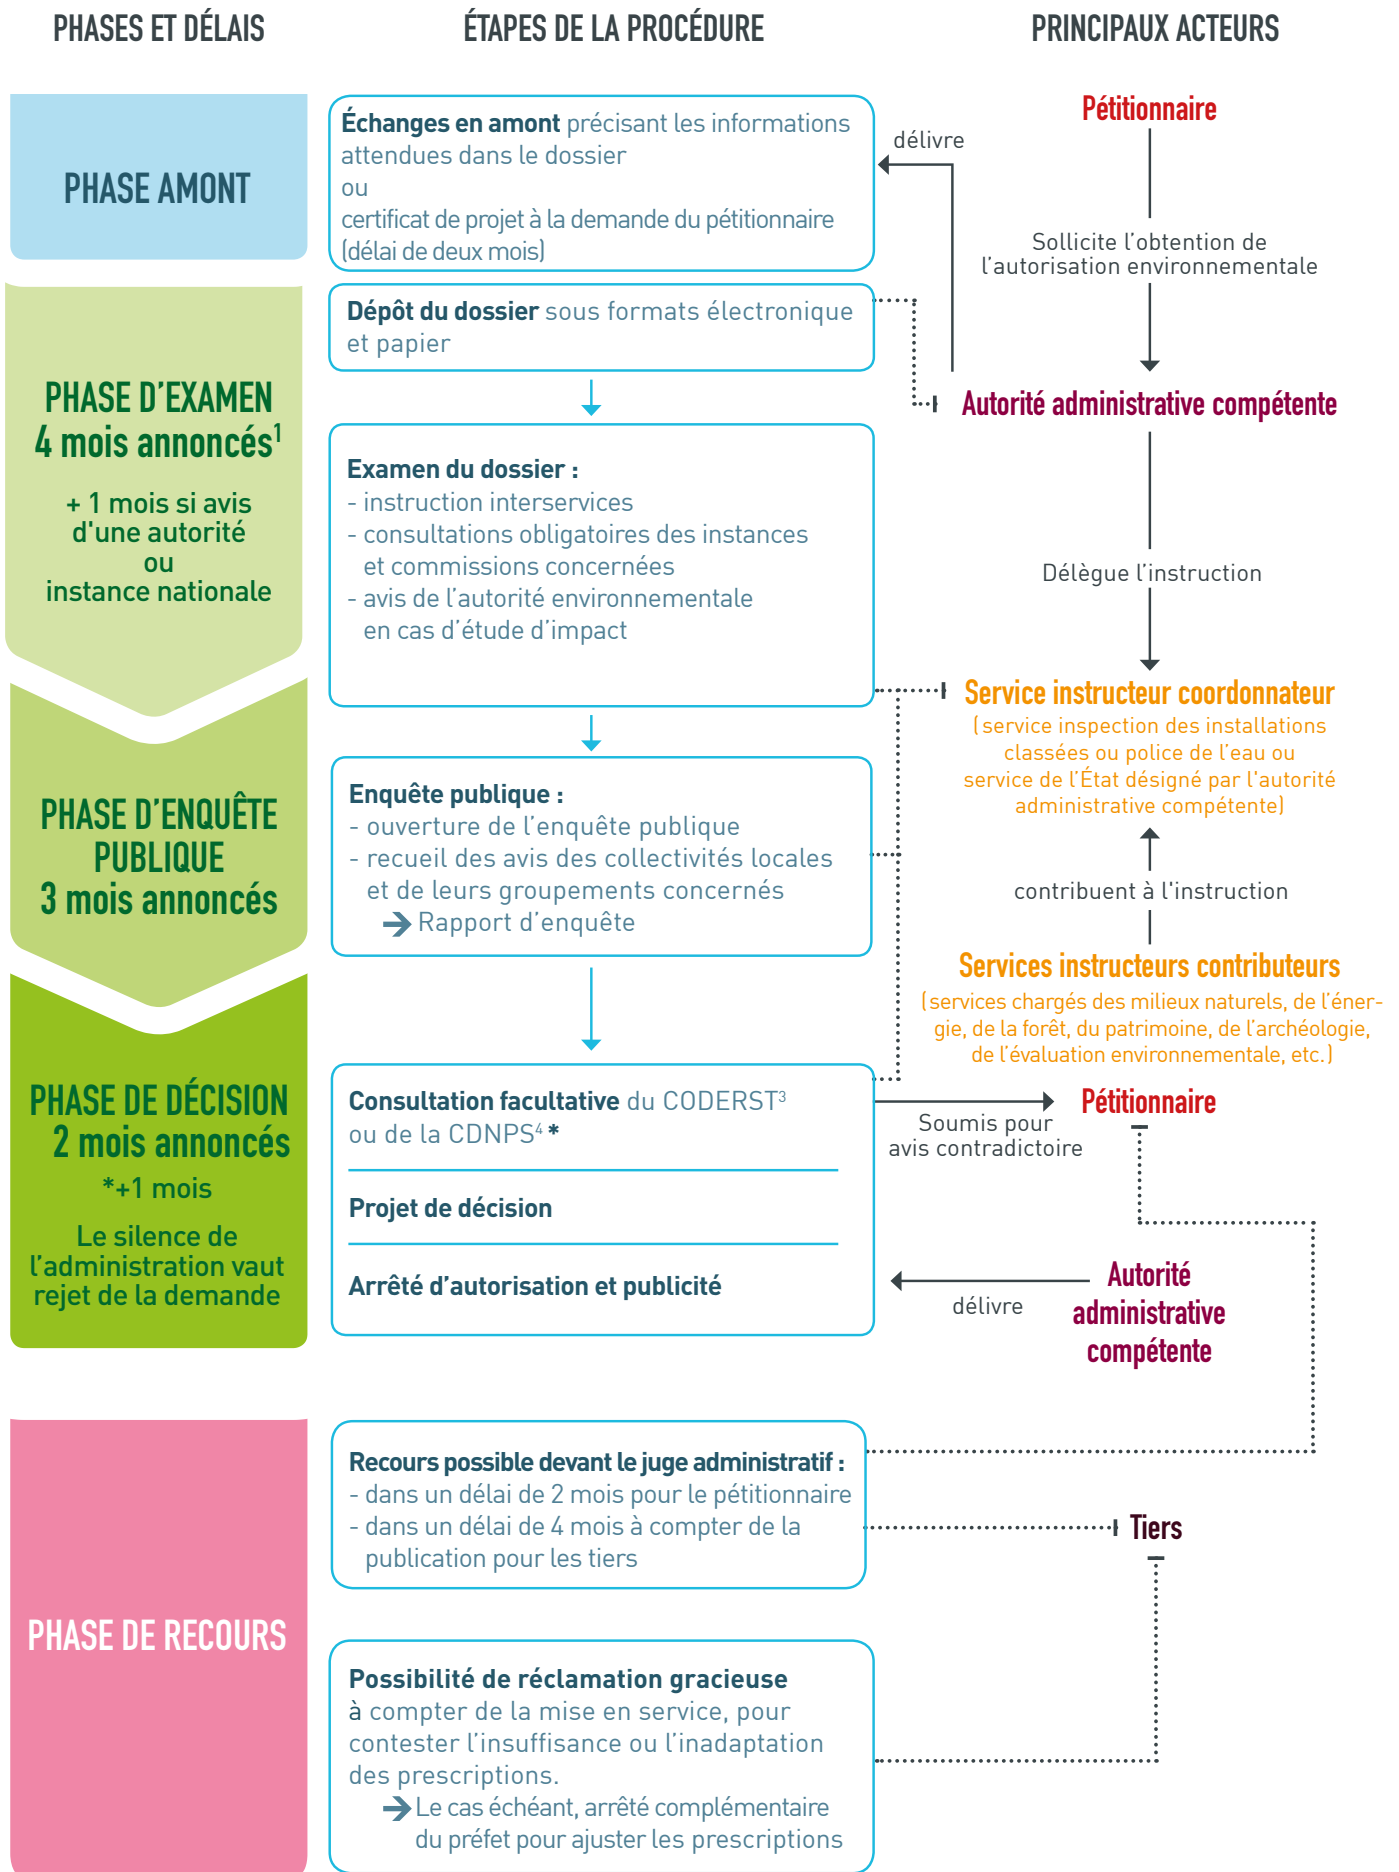 PHASES ET DÉLAIS
ÉTAPES DE LA PROCÉDURE
PRINCIPAUX ACTEURS
PHASE AMONT
Échanges en amont précisant les informations
attendues dans le dossier
ou
certificat de projet à la demande du pétitionnaire
(délai de deux mois)
délivre
Pétitionnaire
Sollicite l’obtention de
l’autorisation environnementale
PHASE D’EXAMEN
4 mois annoncés¹
+ 1 mois si avis
d'une autorité
ou
instance nationale
Dépôt du dossier sous formats électronique
et papier
Autorité administrative compétente
Examen du dossier :
- instruction interservices
- consultations obligatoires des instances
et commissions concernées
- avis de l’autorité environnementale
en cas d’étude d’impact
Délègue l’instruction
Service instructeur coordonnateur
(service inspection des installations
classées ou police de l’eau ou
service de l’État désigné par l'autorité
administrative compétente)
PHASE D’ENQUÊTE
PUBLIQUE
3 mois annoncés
Enquête publique :
- ouverture de l’enquête publique
- recueil des avis des collectivités locales
et de leurs groupements concernés
➔ Rapport d’enquête
contribuent à l'instruction
Services instructeurs contributeurs
(services chargés des milieux naturels, de l’éner-
gie, de la forêt, du patrimoine, de l’archéologie,
de l’évaluation environnementale, etc.)
PHASE DE DÉCISION
2 mois annoncés
*+1 mois
Le silence de
l’administration vaut
rejet de la demande
Consultation facultative du CODERST³
ou de la CDNPS⁴ *
Projet de décision
Arrêté d’autorisation et publicité
Soumis pour
avis contradictoire
Pétitionnaire
délivre
Autorité
administrative
compétente
PHASE DE RECOURS
Recours possible devant le juge administratif :
- dans un délai de 2 mois pour le pétitionnaire
- dans un délai de 4 mois à compter de la
publication pour les tiers
Tiers
Possibilité de réclamation gracieuse
à compter de la mise en service, pour
contester l’insuffisance ou l’inadaptation
des prescriptions.
➔ Le cas échéant, arrêté complémentaire
du préfet pour ajuster les prescriptions